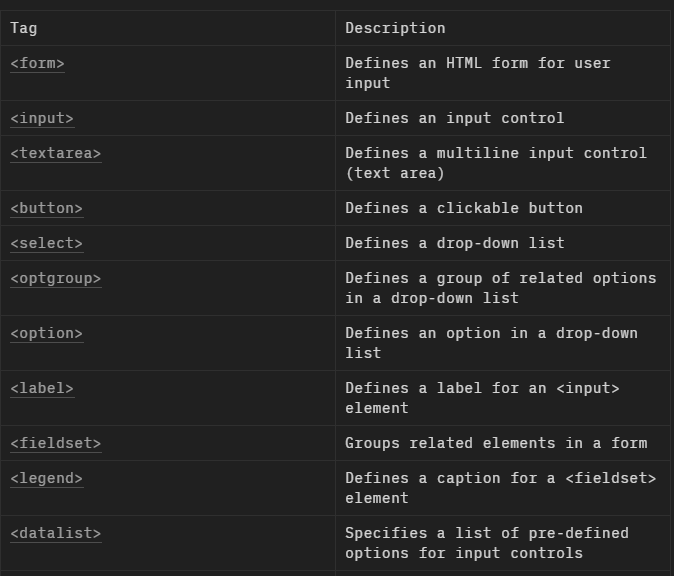 Tag Description
<form> Defines an HTML form for user
input
<input> Defines an input control
<textarea> Defines a multiline input control
(text area)
<button> Defines a clickable button
<select> Defines a drop-down list
<optgroup> Defines a group of related options
in a drop-down list
<option> Defines an option in a drop-down
list
<label> Defines a label for an <input>
element
<fieldset> Groups related elements in a form
<legend> Defines a caption for a <fieldset>
element
<datalist> Specifies a list of pre-defined
options for input controls